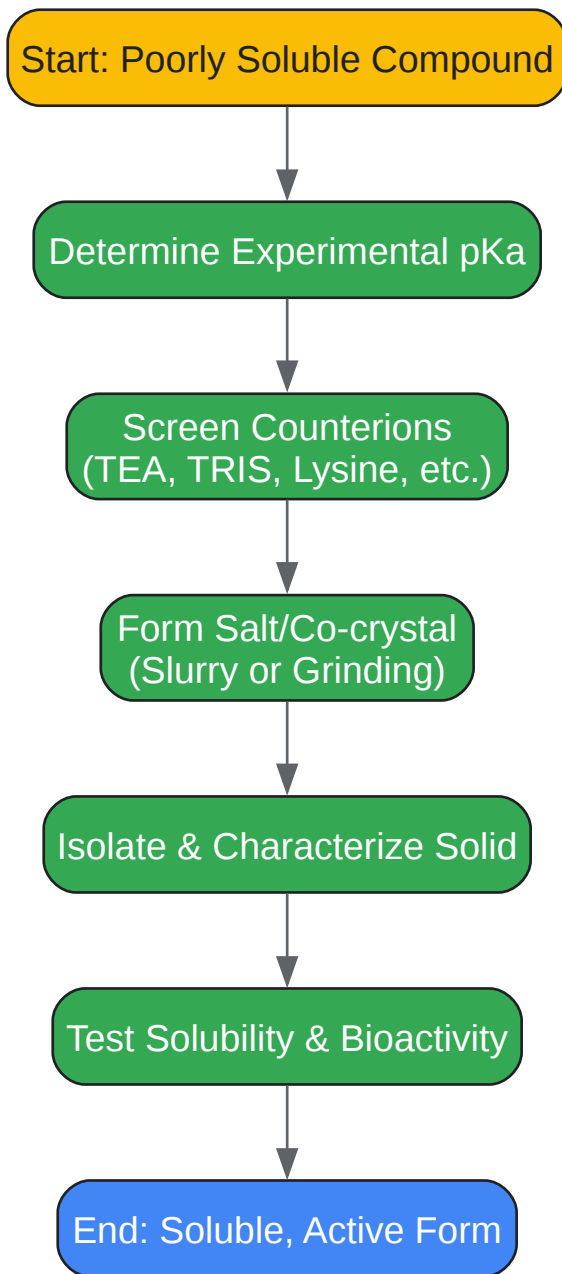 Start: Poorly Soluble Compound
Determine Experimental pKa
Screen Counterions
(TEA, TRIS, Lysine, etc.)
Form Salt/Co-crystal
(Slurry or Grinding)
Isolate & Characterize Solid
Test Solubility & Bioactivity
End: Soluble, Active Form